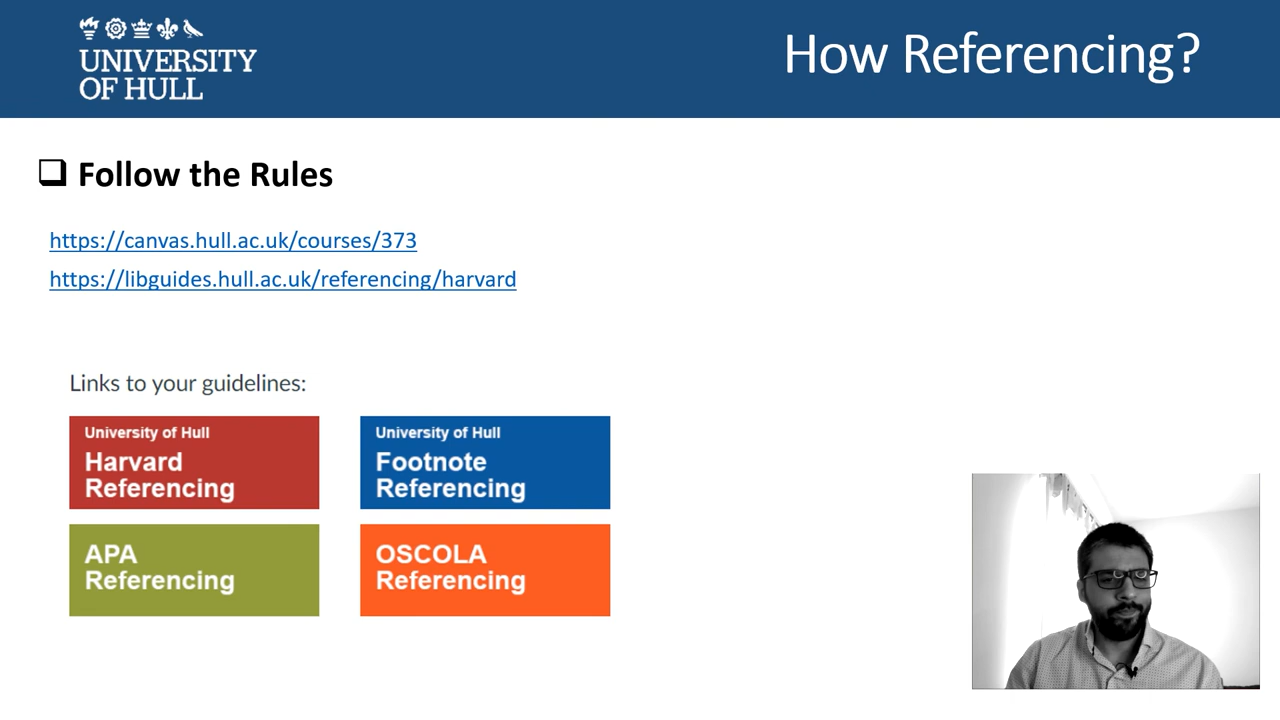 UNIVERSITY
OF HULL
How Referencing?
Follow the Rules
https://canvas.hull.ac.uk/courses/373
https://libguides.hull.ac.uk/referencing/harvard
Links to your guidelines:
University of Hull
Harvard
Referencing
University of Hull
Footnote
Referencing
APA
Referencing
OSCOLA
Referencing